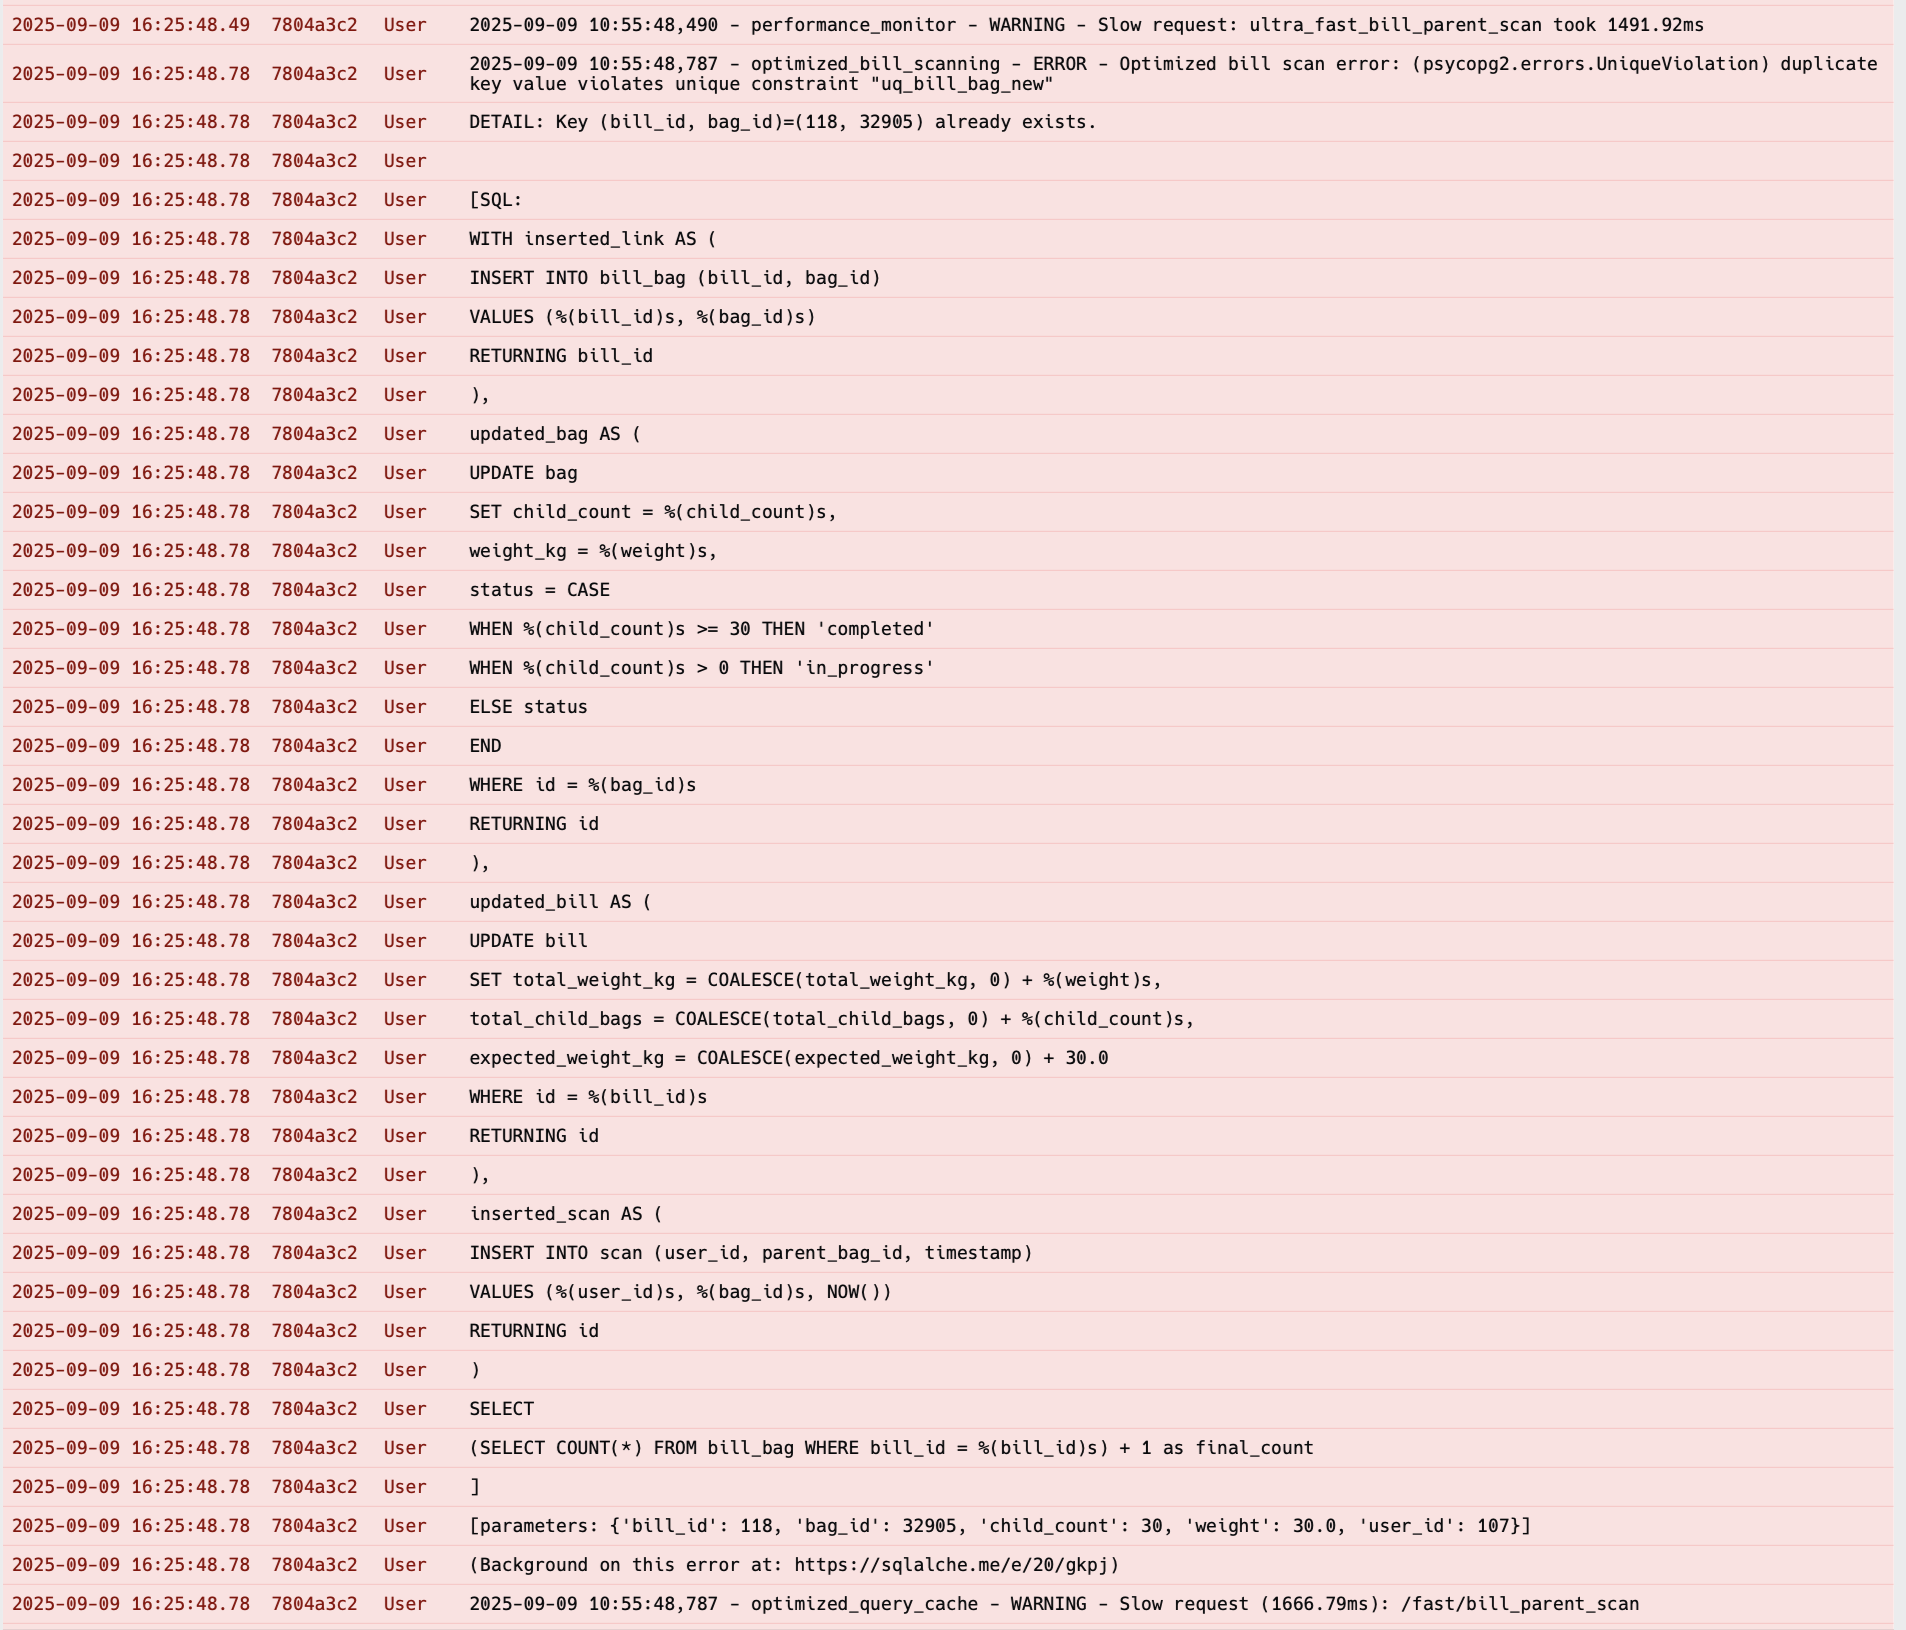 2025-09-09 16:25:48.49 7804a3c2 User 2025-09-09 10:55:48,490 - performance_monitor - WARNING - Slow request: ultra_fast_bill_parent_scan took 1491.92ms
2025-09-09 16:25:48.78 7804a3c2 User 2025-09-09 10:55:48,787 - optimized_bill_scanning - ERROR - Optimized bill scan error: (psycopg2.errors.UniqueViolation) duplicate
key value violates unique constraint "uq_bill_bag_new"
2025-09-09 16:25:48.78 7804a3c2 User DETAIL: Key (bill_id, bag_id)=(118, 32905) already exists.
2025-09-09 16:25:48.78 7804a3c2 User
2025-09-09 16:25:48.78 7804a3c2 User [SQL:
2025-09-09 16:25:48.78 7804a3c2 User WITH inserted_link AS (
2025-09-09 16:25:48.78 7804a3c2 User INSERT INTO bill_bag (bill_id, bag_id)
2025-09-09 16:25:48.78 7804a3c2 User VALUES (%(bill_id)s, %(bag_id)s)
2025-09-09 16:25:48.78 7804a3c2 User RETURNING bill_id
2025-09-09 16:25:48.78 7804a3c2 User ),
2025-09-09 16:25:48.78 7804a3c2 User updated_bag AS (
2025-09-09 16:25:48.78 7804a3c2 User UPDATE bag
2025-09-09 16:25:48.78 7804a3c2 User SET child_count = %(child_count)s,
2025-09-09 16:25:48.78 7804a3c2 User weight_kg = %(weight)s,
2025-09-09 16:25:48.78 7804a3c2 User status = CASE
2025-09-09 16:25:48.78 7804a3c2 User WHEN %(child_count)s >= 30 THEN 'completed'
2025-09-09 16:25:48.78 7804a3c2 User WHEN %(child_count)s > 0 THEN 'in_progress'
2025-09-09 16:25:48.78 7804a3c2 User ELSE status
2025-09-09 16:25:48.78 7804a3c2 User END
2025-09-09 16:25:48.78 7804a3c2 User WHERE id = %(bag_id)s
2025-09-09 16:25:48.78 7804a3c2 User RETURNING id
2025-09-09 16:25:48.78 7804a3c2 User ),
2025-09-09 16:25:48.78 7804a3c2 User updated_bill AS (
2025-09-09 16:25:48.78 7804a3c2 User UPDATE bill
2025-09-09 16:25:48.78 7804a3c2 User SET total_weight_kg = COALESCE(total_weight_kg, 0) + %(weight)s,
2025-09-09 16:25:48.78 7804a3c2 User total_child_bags = COALESCE(total_child_bags, 0) + %(child_count)s,
2025-09-09 16:25:48.78 7804a3c2 User expected_weight_kg = COALESCE(expected_weight_kg, 0) + 30.0
2025-09-09 16:25:48.78 7804a3c2 User WHERE id = %(bill_id)s
2025-09-09 16:25:48.78 7804a3c2 User RETURNING id
2025-09-09 16:25:48.78 7804a3c2 User ),
2025-09-09 16:25:48.78 7804a3c2 User inserted_scan AS (
2025-09-09 16:25:48.78 7804a3c2 User INSERT INTO scan (user_id, parent_bag_id, timestamp)
2025-09-09 16:25:48.78 7804a3c2 User VALUES (%(user_id)s, %(bag_id)s, NOW())
2025-09-09 16:25:48.78 7804a3c2 User RETURNING id
2025-09-09 16:25:48.78 7804a3c2 User )
2025-09-09 16:25:48.78 7804a3c2 User SELECT
2025-09-09 16:25:48.78 7804a3c2 User (SELECT COUNT(*) FROM bill_bag WHERE bill_id = %(bill_id)s) + 1 as final_count
2025-09-09 16:25:48.78 7804a3c2 User ]
2025-09-09 16:25:48.78 7804a3c2 User [parameters: {'bill_id': 118, 'bag_id': 32905, 'child_count': 30, 'weight': 30.0, 'user_id': 107}]
2025-09-09 16:25:48.78 7804a3c2 User (Background on this error at: https://sqlalche.me/e/20/gkpj)
2025-09-09 16:25:48.78 7804a3c2 User 2025-09-09 10:55:48,787 - optimized_query_cache - WARNING - Slow request (1666.79ms): /fast/bill_parent_scan